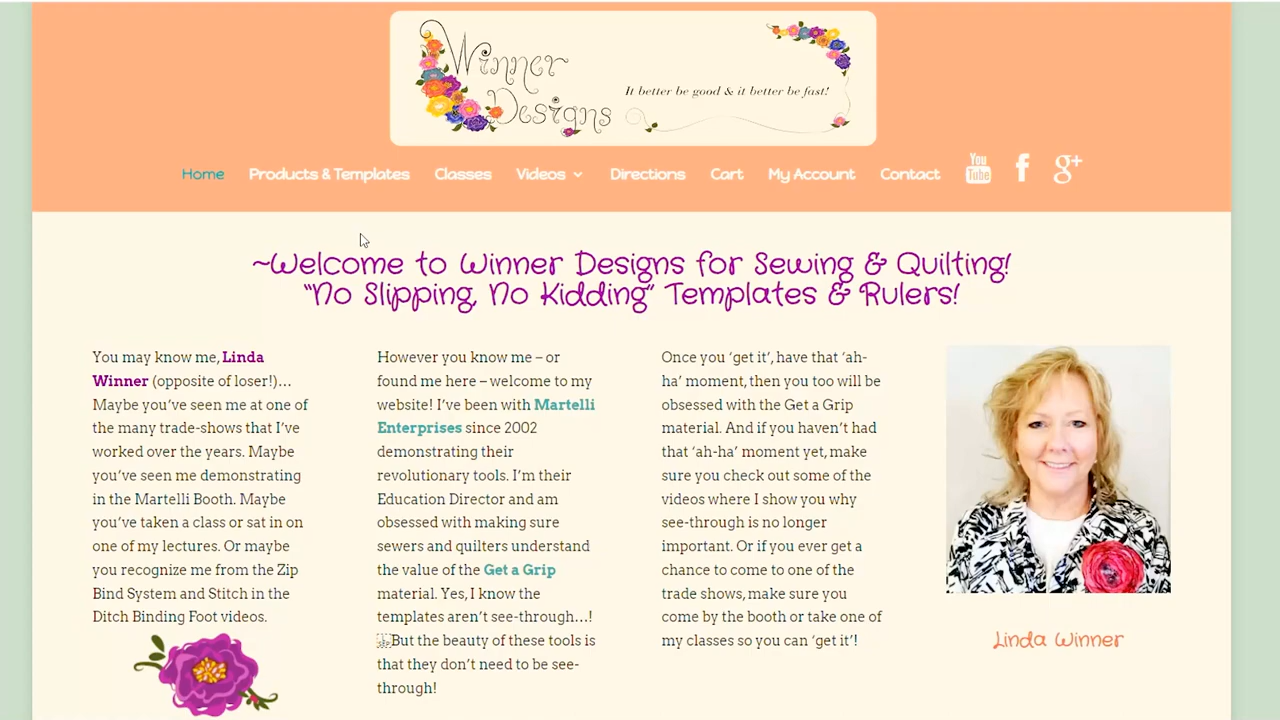 Winner
Designs
It better be good & it better be fast!
Home Products & Templates Classes Videos Directions Cart My Account Contact You Tube f g+
~Welcome to Winner Designs for Sewing & Quilting!
"No Slipping, No Kidding" Templates & Rulers!
You may know me, Linda
Winner (opposite of loser!)…
Maybe you've seen me at one of
the many trade-shows that I've
worked over the years. Maybe
you've seen me demonstrating
in the Martelli Booth. Maybe
you've taken a class or sat in on
one of my lectures. Or maybe
you recognize me from the Zip
Bind System and Stitch in the
Ditch Binding Foot videos.
However you know me – or
found me here – welcome to my
website! I've been with Martelli
Enterprises since 2002
demonstrating their
revolutionary tools. I'm their
Education Director and am
obsessed with making sure
sewers and quilters understand
the value of the Get a Grip
material. Yes, I know the
templates aren't see-through…!
But the beauty of these tools is
that they don't need to be see-
through!
Once you 'get it', have that 'ah-
ha' moment, then you too will be
obsessed with the Get a Grip
material. And if you haven't had
that 'ah-ha' moment yet, make
sure you check out some of the
videos where I show you why
see-through is no longer
important. Or if you ever get a
chance to come to one of the
trade shows, make sure you
come by the booth or take one of
my classes so you can 'get it'!
Linda Winner